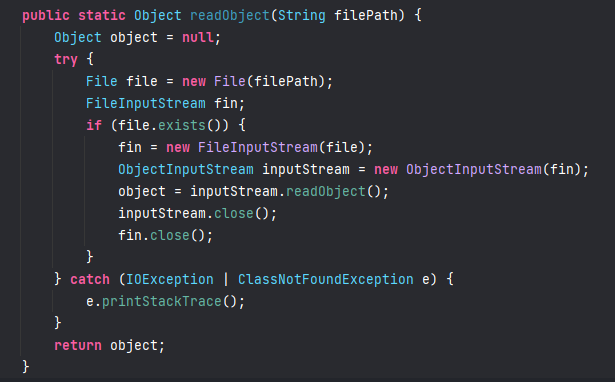 public static Object readObject(String filePath) {
    Object object = null;
    try {
        File file = new File(filePath);
        FileInputStream fin;
        if (file.exists()) {
            fin = new FileInputStream(file);
            ObjectInputStream inputStream = new ObjectInputStream(fin);
            object = inputStream.readObject();
            inputStream.close();
            fin.close();
        }
    } catch (IOException | ClassNotFoundException e) {
        e.printStackTrace();
    }
    return object;
}